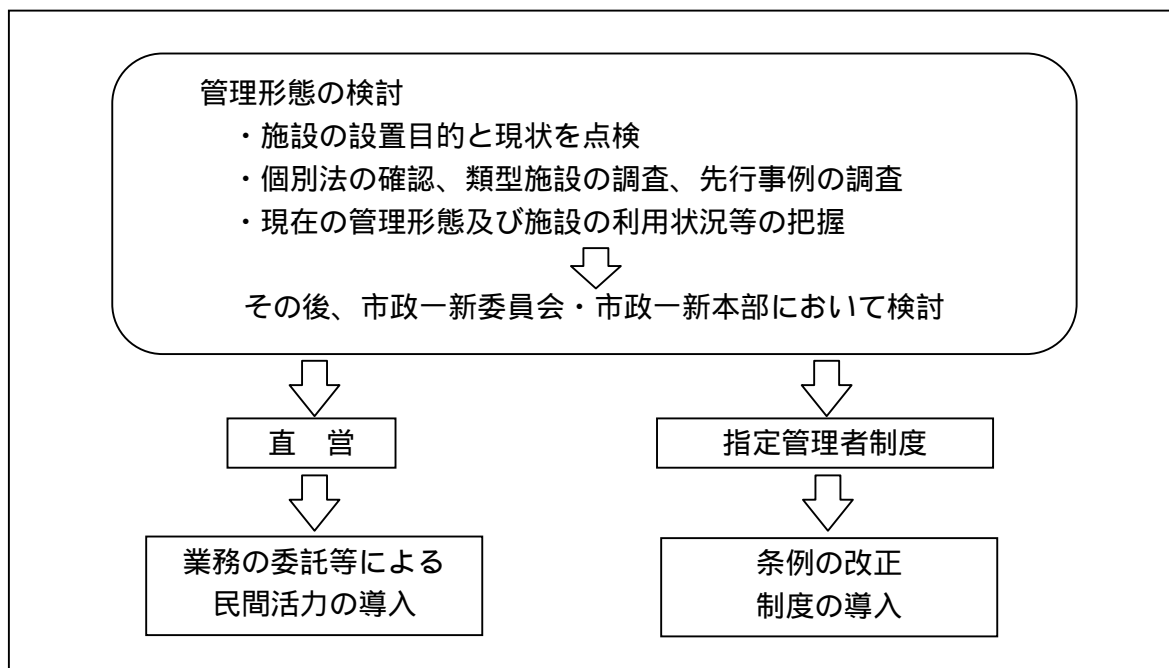 管理形態の検討
・施設の設置目的と現状を点検
・個別法の確認、類型施設の調査、先行事例の調査
・現在の管理形態及び施設の利用状況等の把握
その後、市政一新委員会・市政一新本部において検討
直　営
指定管理者制度
業務の委託等による
民間活力の導入
条例の改正
制度の導入